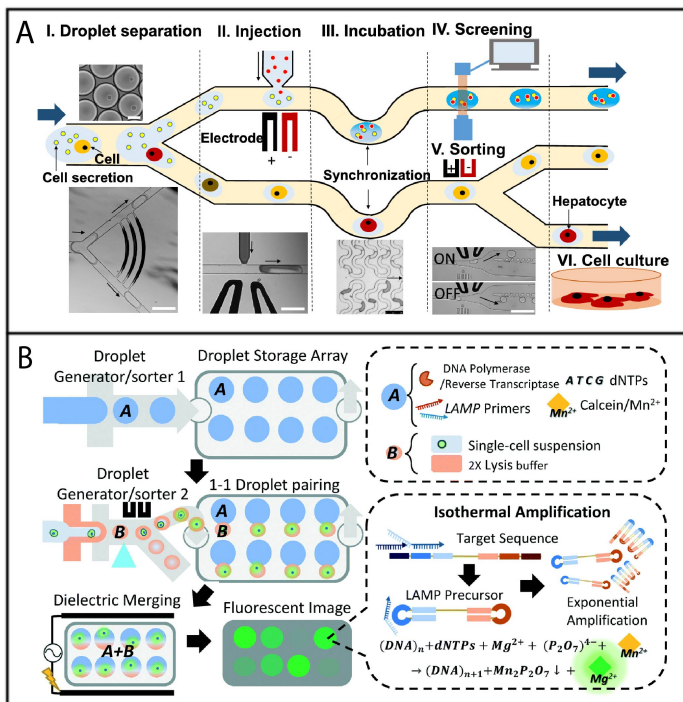 A
I. Droplet separation
II. Injection
III. Incubation
IV. Screening
Electrode
+
-
Cell
Cell secretion
Synchronization
V. Sorting
+
-
Hepatocyte
ON
OFF
VI. Cell culture
B
Droplet
Generator/sorter 1
A
A
Droplet Storage Array
A
A
DNA Polymerase
/Reverse Transcriptase
ATCG dNTPs
LAMP Primers
Mn²⁺ Calcein/Mn²⁺
B
Single-cell suspension
2X Lysis buffer
Droplet
Generator/sorter 2
B
1-1 Droplet pairing
A
B
Isothermal Amplification
Target Sequence
LAMP Precursor
Exponential
Amplification
(DNA)ₙ+dNTPs + Mg²⁺ + (P₂O₇)⁴⁻ + Mn²⁺
→ (DNA)ₙ₊₁+Mn₂P₂O₇ ↓ + Mg²⁺
Dielectric Merging
A+B
Fluorescent Image